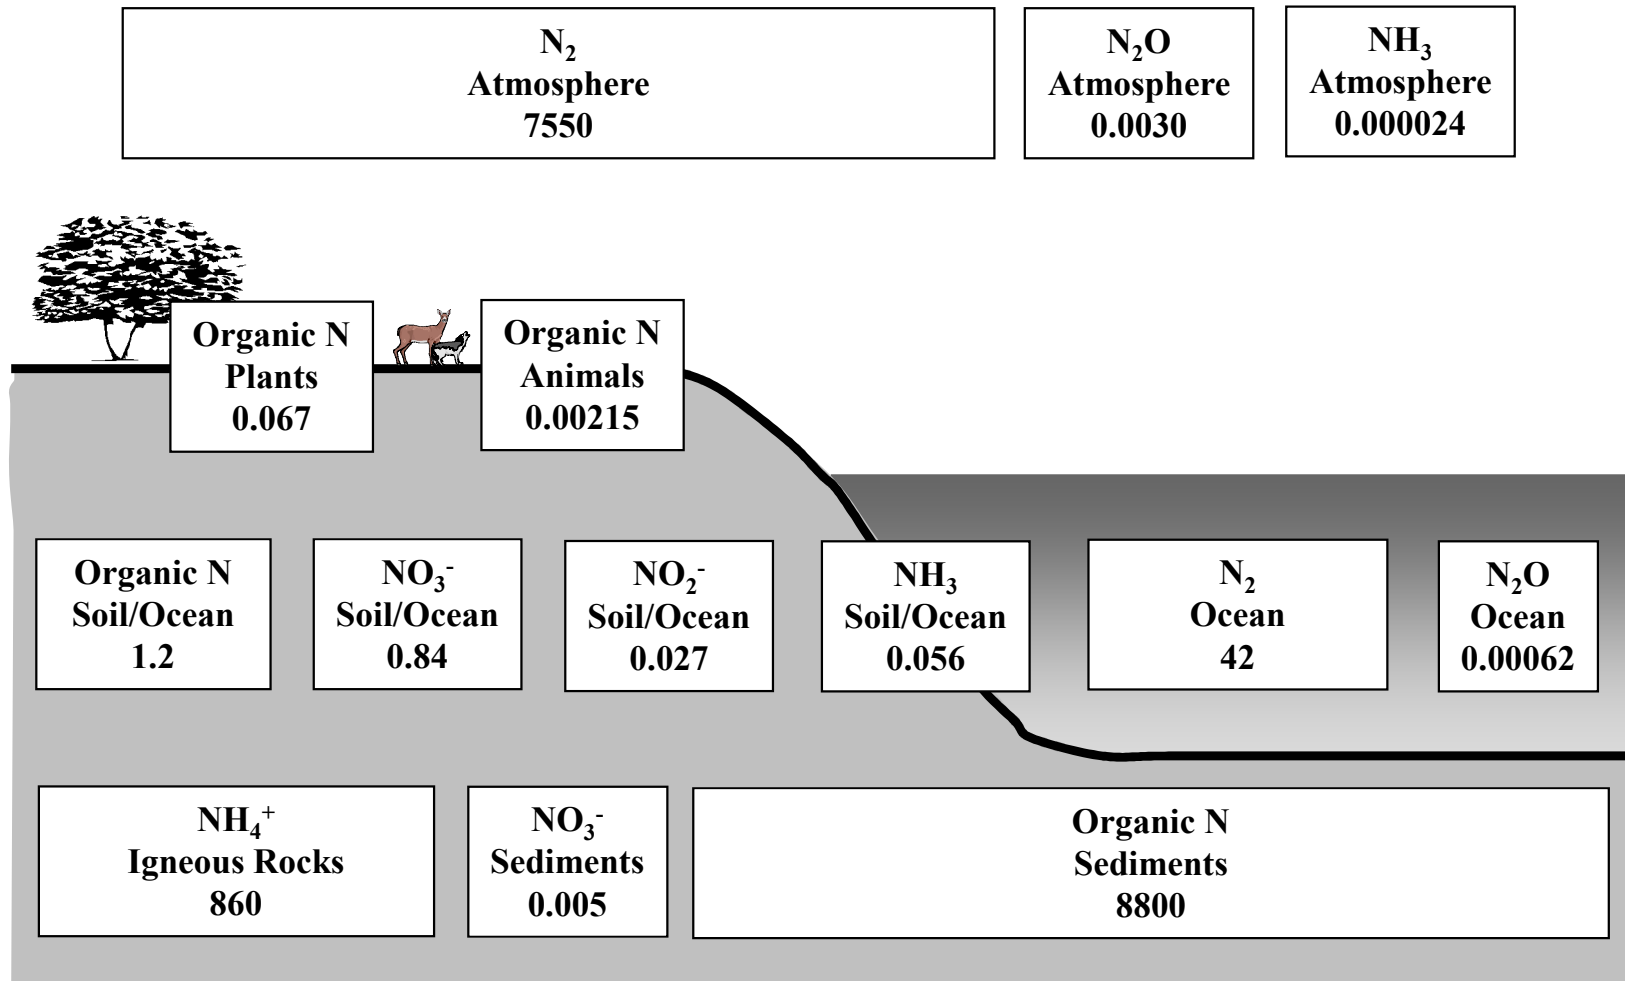 N₂
Atmosphere
7550
N₂O
Atmosphere
0.0030
NH₃
Atmosphere
0.000024
Organic N
Plants
0.067
Organic N
Animals
0.00215
Organic N
Soil/Ocean
1.2
NO₃⁻
Soil/Ocean
0.84
NO₂⁻
Soil/Ocean
0.027
NH₃
Soil/Ocean
0.056
N₂
Ocean
42
N₂O
Ocean
0.00062
NH₄⁺
Igneous Rocks
860
NO₃⁻
Sediments
0.005
Organic N
Sediments
8800